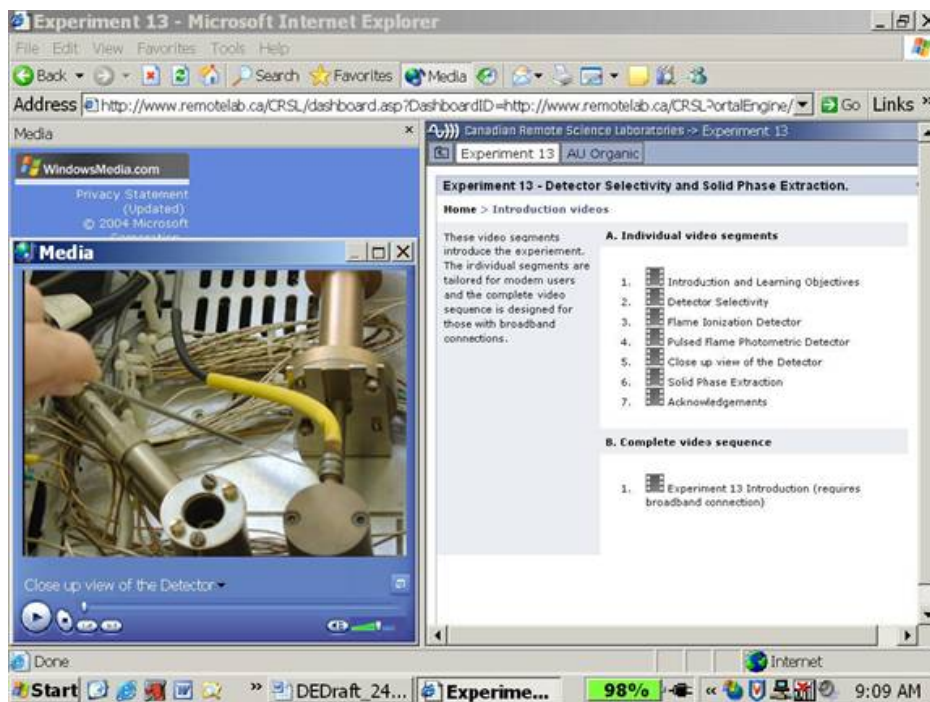 Experiment 13 - Microsoft Internet Explorer
File Edit View Favorites Tools Help
Back Search Favorites Media
Address http://www.remotelab.ca/CRSL/dashboard.asp?DashboardID=http://www.remotelab.ca/CRSLPortalEngine/ Go Links »
Media ×
WindowsMedia.com
Privacy Statement
(Updated)
© 2004 Microsoft
Corporation
Media
Close up view of the Detector
Canadian Remote Science Laboratories -> Experiment 13
Experiment 13 AU Organic
Experiment 13 - Detector Selectivity and Solid Phase Extraction.
Home > Introduction videos
These video segments
introduce the experiement.
The individual segments are
tailored for modem users
and the complete video
sequence is designed for
those with broadband
connections.
A. Individual video segments
1. Introduction and Learning Objectives
2. Detector Selectivity
3. Flame Ionization Detector
4. Pulsed Flame Photometric Detector
5. Close up view of the Detector
6. Solid Phase Extraction
7. Acknowledgements
B. Complete video sequence
1. Experiment 13 Introduction (requires
broadband connection)
Done Internet
Start » DEDraft_24... Experime... 98% « 9:09 AM